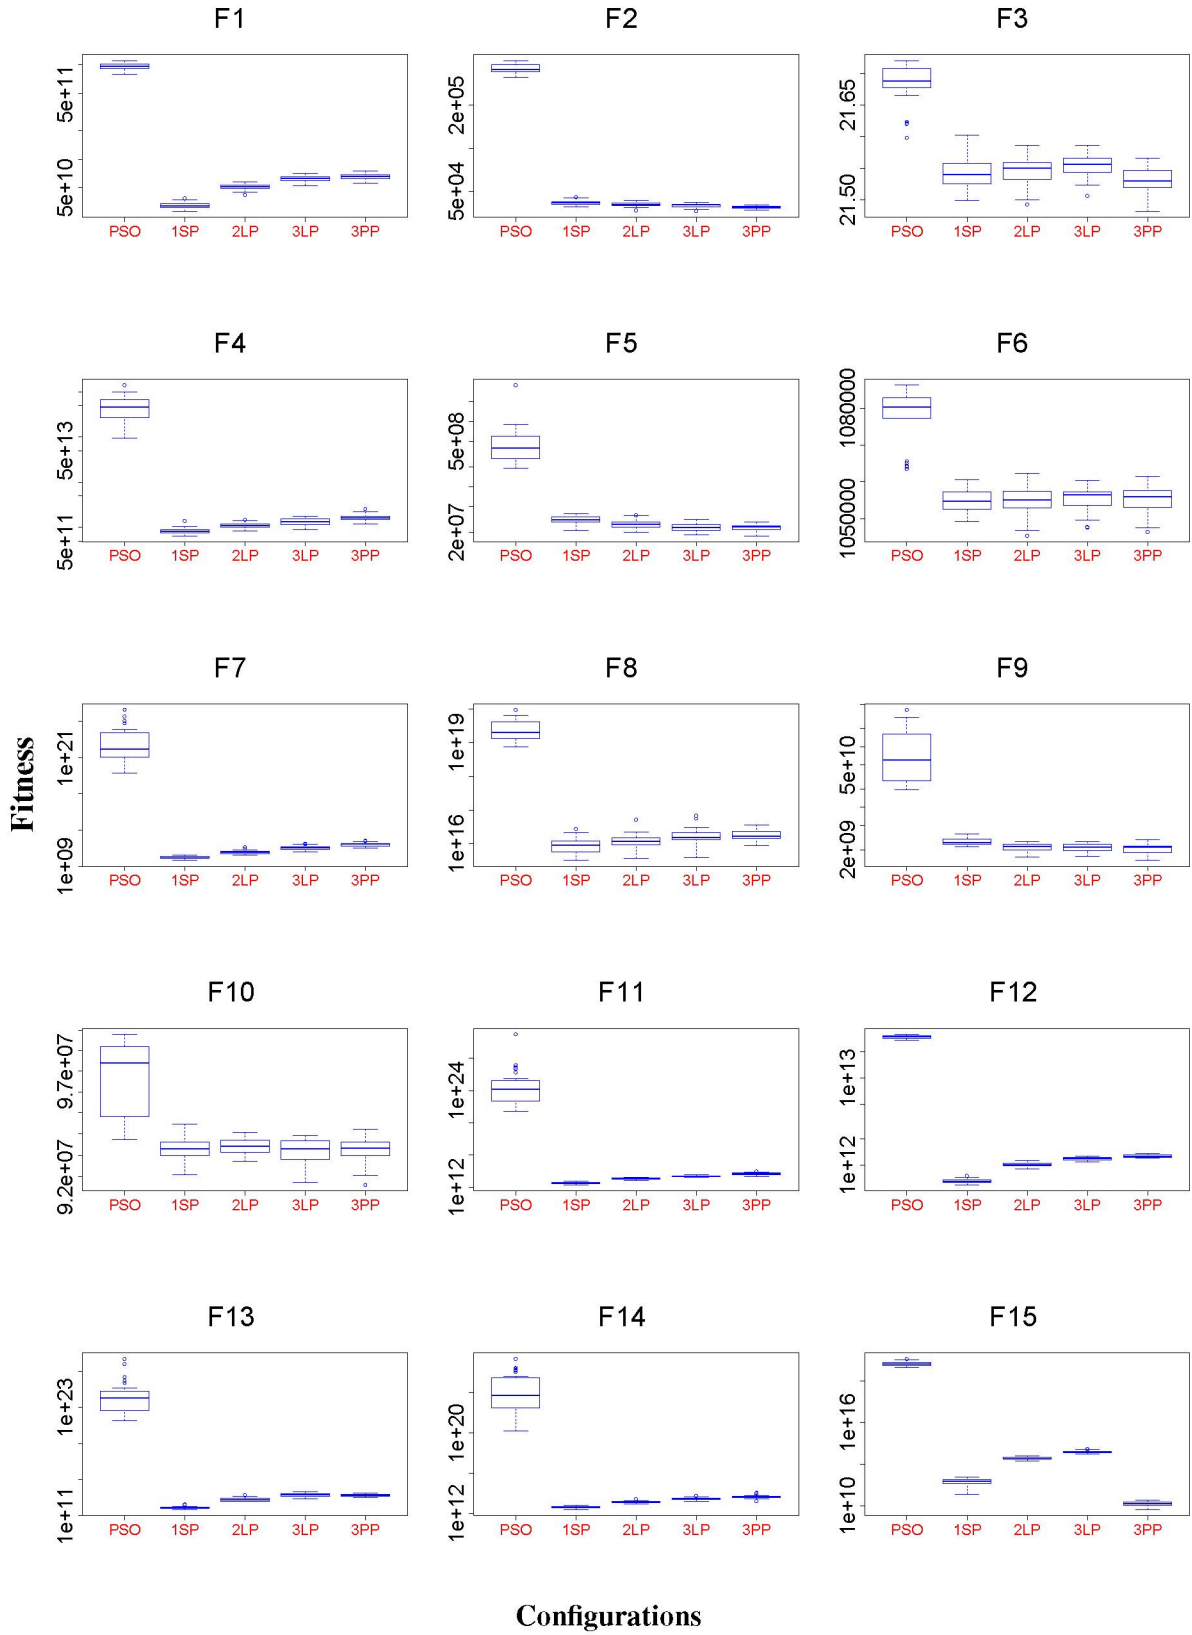 F1 F2 F3
5e+10 5e+11
5e+04 2e+05
21.50 21.65
PSO 1SP 2LP 3LP 3PP PSO 1SP 2LP 3LP 3PP PSO 1SP 2LP 3LP 3PP
F4 F5 F6
5e+11 5e+13
2e+07 5e+08
1050000 1080000
PSO 1SP 2LP 3LP 3PP PSO 1SP 2LP 3LP 3PP PSO 1SP 2LP 3LP 3PP
F7 F8 F9
1e+09 1e+21
1e+16 1e+19
2e+09 5e+10
PSO 1SP 2LP 3LP 3PP PSO 1SP 2LP 3LP 3PP PSO 1SP 2LP 3LP 3PP
Fitness
F10 F11 F12
9.2e+07 9.7e+07
1e+12 1e+24
1e+12 1e+13
PSO 1SP 2LP 3LP 3PP PSO 1SP 2LP 3LP 3PP PSO 1SP 2LP 3LP 3PP
F13 F14 F15
1e+11 1e+23
1e+12 1e+20
1e+10 1e+16
PSO 1SP 2LP 3LP 3PP PSO 1SP 2LP 3LP 3PP PSO 1SP 2LP 3LP 3PP
Configurations